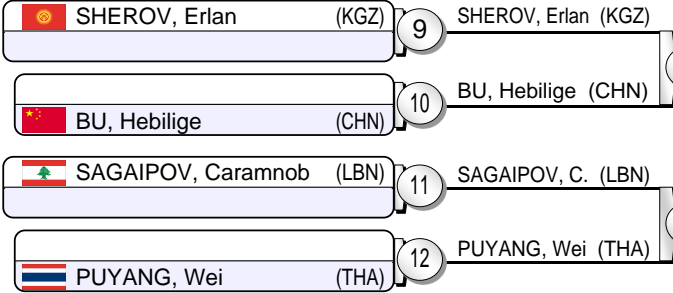 SHEROV, Erlan (KGZ) 9 SHEROV, Erlan (KGZ)
10 BU, Hebilige (CHN)
BU, Hebilige (CHN)
SAGAIPOV, Caramnob (LBN) 11 SAGAIPOV, C. (LBN)
12 PUYANG, Wei (THA)
PUYANG, Wei (THA)